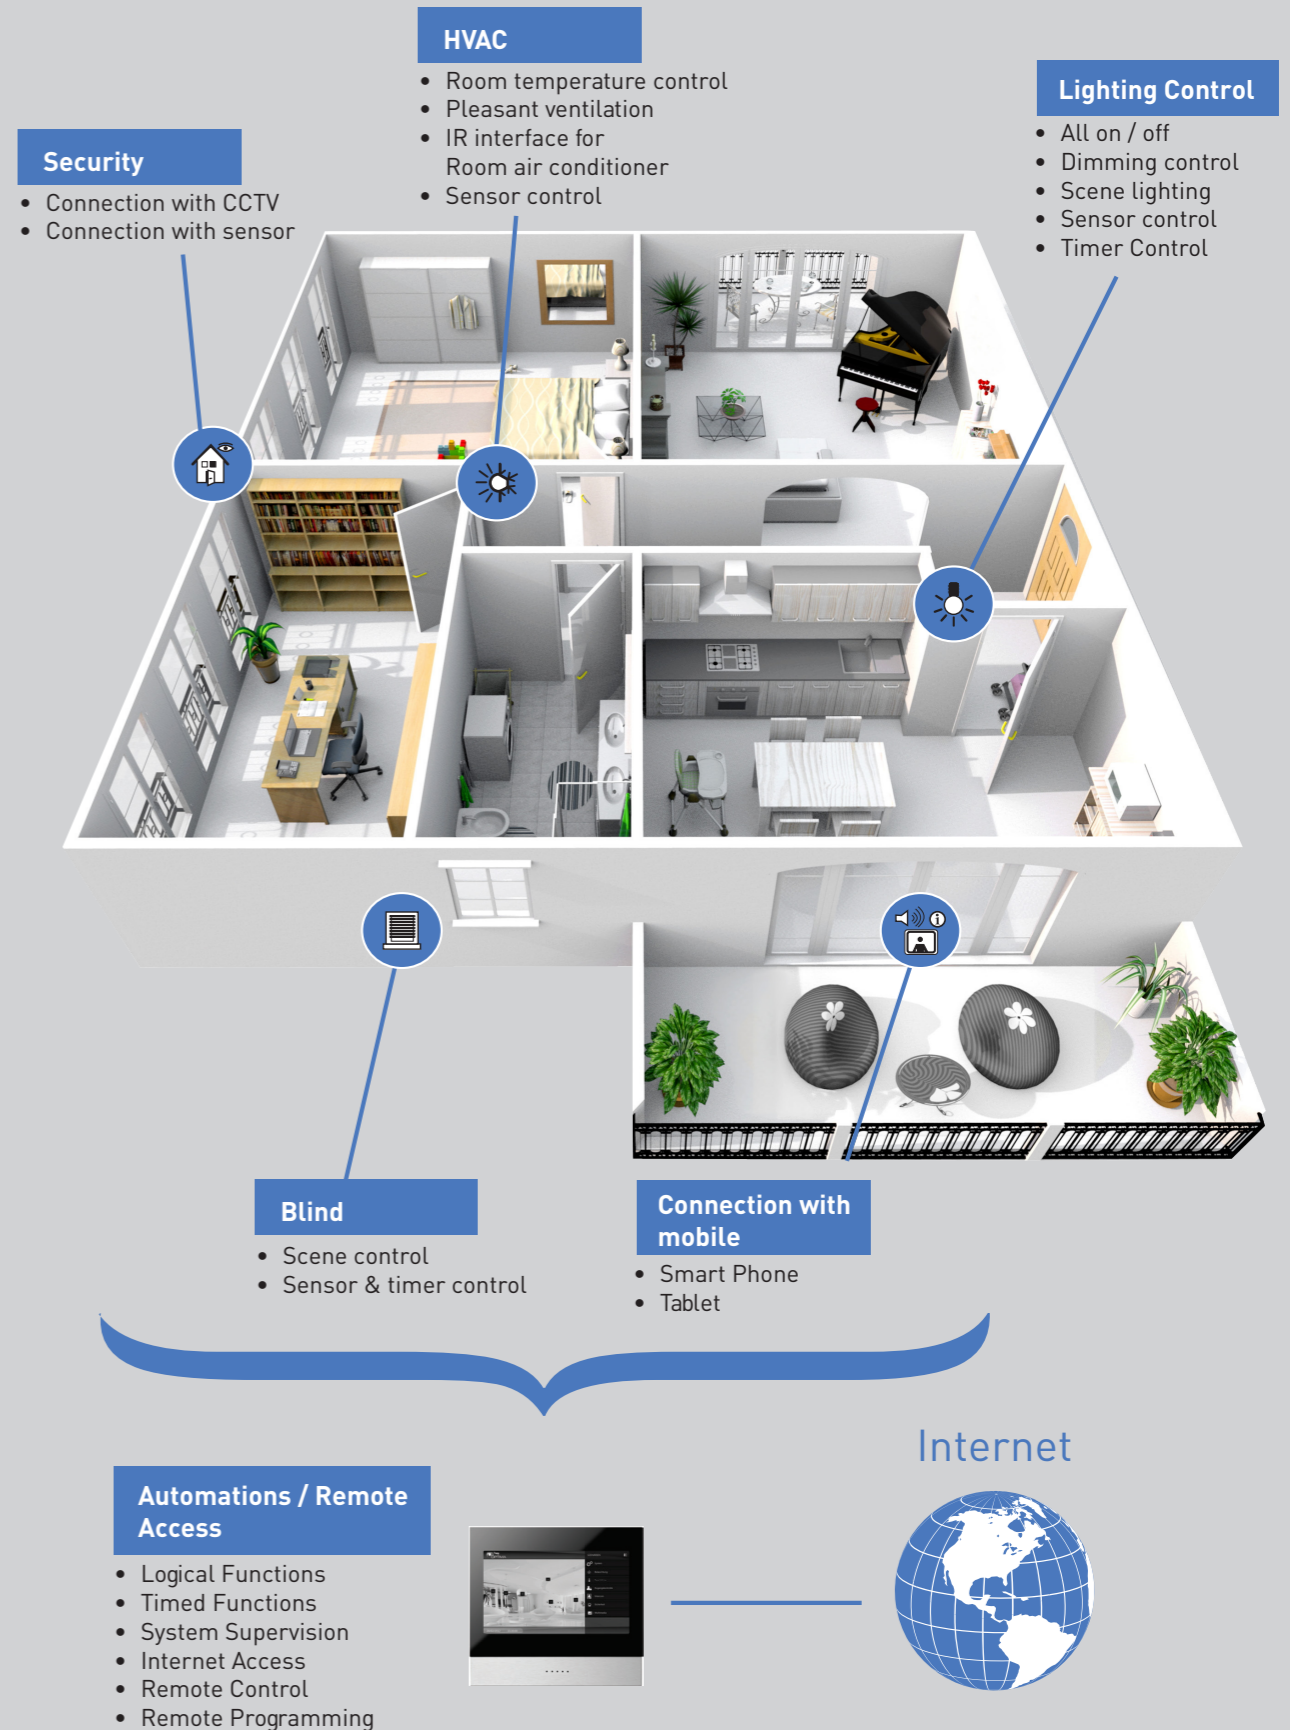 HVAC
• Room temperature control
• Pleasant ventilation
• IR interface for
Room air conditioner
• Sensor control
Lighting Control
• All on / off
• Dimming control
• Scene lighting
• Sensor control
• Timer Control
Security
• Connection with CCTV
• Connection with sensor
Blind
• Scene control
• Sensor & timer control
Connection with
mobile
• Smart Phone
• Tablet
Internet
Automations / Remote
Access
• Logical Functions
• Timed Functions
• System Supervision
• Internet Access
• Remote Control
• Remote Programming